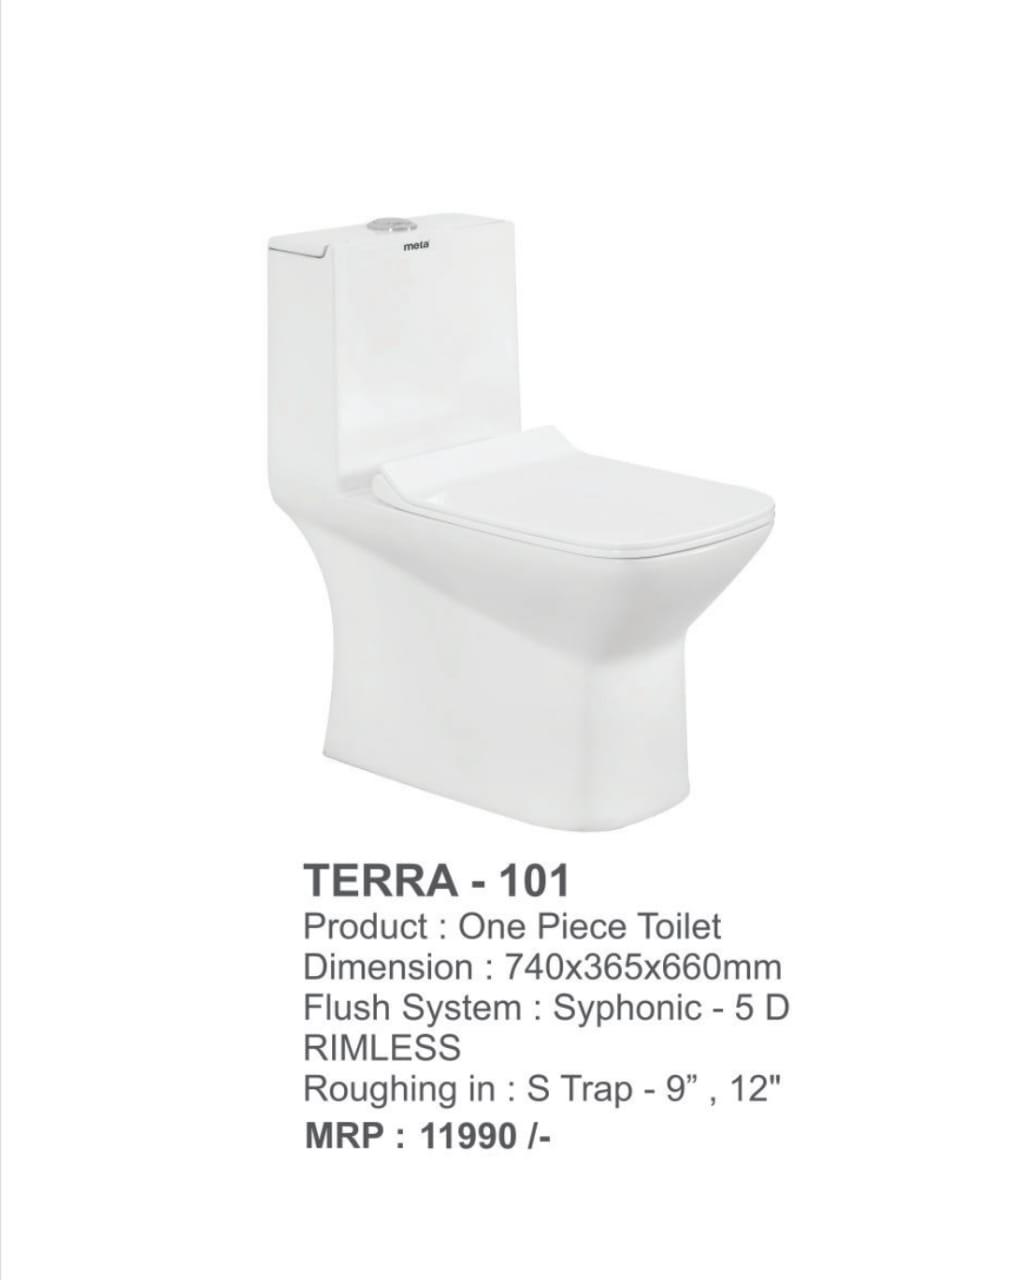 meta
TERRA - 101
Product : One Piece Toilet
Dimension : 740x365x660mm
Flush System : Syphonic - 5 D
RIMLESS
Roughing in : S Trap - 9” , 12"
MRP : 11990 /-